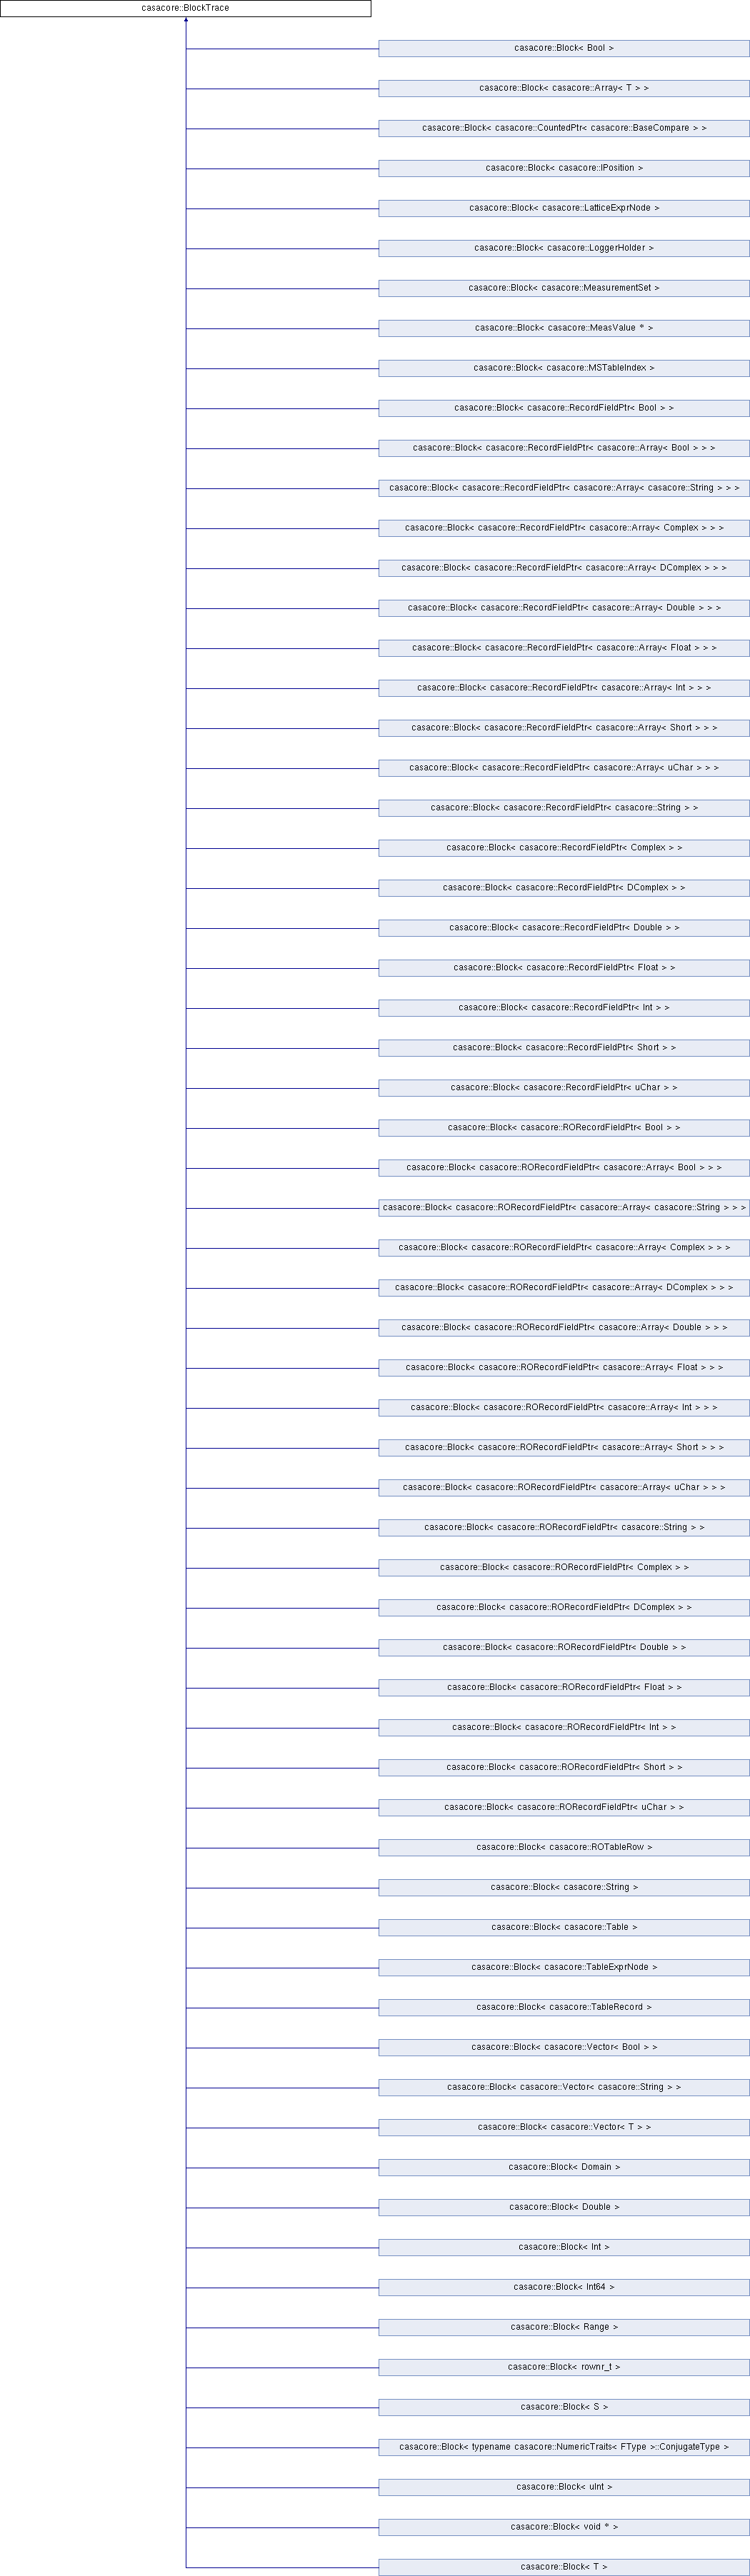 casacore::BlockTrace
casacore::Block< Bool >
casacore::Block< casacore::Array< T > >
casacore::Block< casacore::CountedPtr< casacore::BaseCompare > >
casacore::Block< casacore::IPosition >
casacore::Block< casacore::LatticeExprNode >
casacore::Block< casacore::LoggerHolder >
casacore::Block< casacore::MeasurementSet >
casacore::Block< casacore::MeasValue * >
casacore::Block< casacore::MSTableIndex >
casacore::Block< casacore::RecordFieldPtr< Bool > >
casacore::Block< casacore::RecordFieldPtr< casacore::Array< Bool > > >
casacore::Block< casacore::RecordFieldPtr< casacore::Array< casacore::String > > >
casacore::Block< casacore::RecordFieldPtr< casacore::Array< Complex > > >
casacore::Block< casacore::RecordFieldPtr< casacore::Array< DComplex > > >
casacore::Block< casacore::RecordFieldPtr< casacore::Array< Double > > >
casacore::Block< casacore::RecordFieldPtr< casacore::Array< Float > > >
casacore::Block< casacore::RecordFieldPtr< casacore::Array< Int > > >
casacore::Block< casacore::RecordFieldPtr< casacore::Array< Short > > >
casacore::Block< casacore::RecordFieldPtr< casacore::Array< uChar > > >
casacore::Block< casacore::RecordFieldPtr< casacore::String > >
casacore::Block< casacore::RecordFieldPtr< Complex > >
casacore::Block< casacore::RecordFieldPtr< DComplex > >
casacore::Block< casacore::RecordFieldPtr< Double > >
casacore::Block< casacore::RecordFieldPtr< Float > >
casacore::Block< casacore::RecordFieldPtr< Int > >
casacore::Block< casacore::RecordFieldPtr< Short > >
casacore::Block< casacore::RecordFieldPtr< uChar > >
casacore::Block< casacore::RORecordFieldPtr< Bool > >
casacore::Block< casacore::RORecordFieldPtr< casacore::Array< Bool > > >
casacore::Block< casacore::RORecordFieldPtr< casacore::Array< casacore::String > > >
casacore::Block< casacore::RORecordFieldPtr< casacore::Array< Complex > > >
casacore::Block< casacore::RORecordFieldPtr< casacore::Array< DComplex > > >
casacore::Block< casacore::RORecordFieldPtr< casacore::Array< Double > > >
casacore::Block< casacore::RORecordFieldPtr< casacore::Array< Float > > >
casacore::Block< casacore::RORecordFieldPtr< casacore::Array< Int > > >
casacore::Block< casacore::RORecordFieldPtr< casacore::Array< Short > > >
casacore::Block< casacore::RORecordFieldPtr< casacore::Array< uChar > > >
casacore::Block< casacore::RORecordFieldPtr< casacore::String > >
casacore::Block< casacore::RORecordFieldPtr< Complex > >
casacore::Block< casacore::RORecordFieldPtr< DComplex > >
casacore::Block< casacore::RORecordFieldPtr< Double > >
casacore::Block< casacore::RORecordFieldPtr< Float > >
casacore::Block< casacore::RORecordFieldPtr< Int > >
casacore::Block< casacore::RORecordFieldPtr< Short > >
casacore::Block< casacore::RORecordFieldPtr< uChar > >
casacore::Block< casacore::ROTableRow >
casacore::Block< casacore::String >
casacore::Block< casacore::Table >
casacore::Block< casacore::TableExprNode >
casacore::Block< casacore::TableRecord >
casacore::Block< casacore::Vector< Bool > >
casacore::Block< casacore::Vector< casacore::String > >
casacore::Block< casacore::Vector< T > >
casacore::Block< Domain >
casacore::Block< Double >
casacore::Block< Int >
casacore::Block< Int64 >
casacore::Block< Range >
casacore::Block< rownr_t >
casacore::Block< S >
casacore::Block< typename casacore::NumericTraits< FType >::ConjugateType >
casacore::Block< uInt >
casacore::Block< void * >
casacore::Block< T >